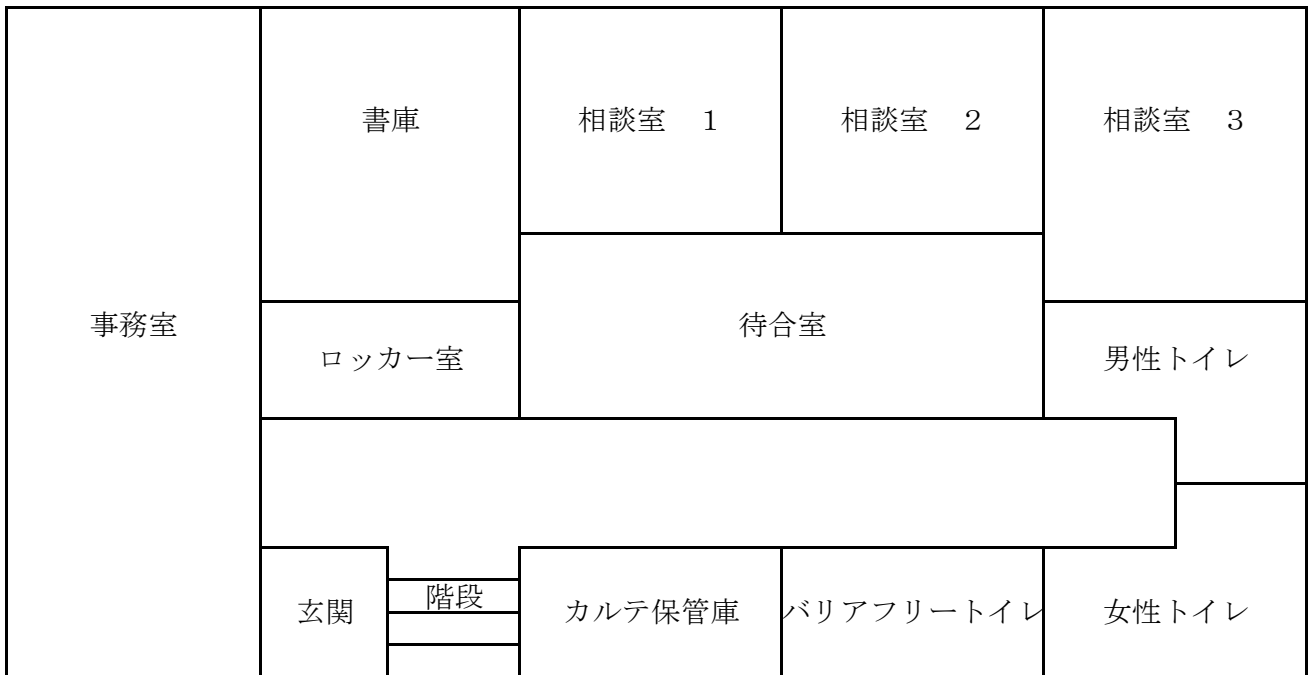 書庫
相談室　１
相談室　２
相談室　３
事務室
待合室
ロッカー室
男性トイレ
階段
玄関
カルテ保管庫
バリアフリートイレ
女性トイレ